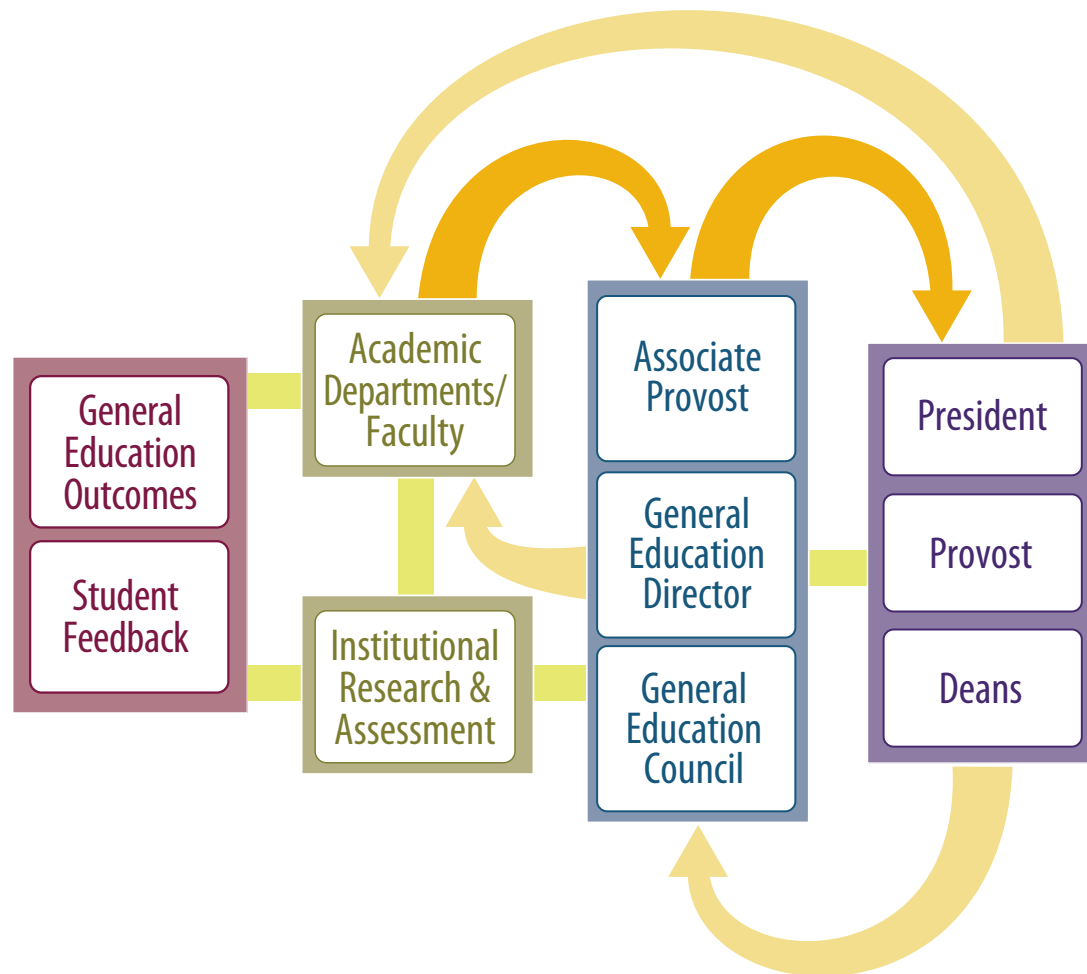 General
Education
Outcomes
Student
Feedback
Academic
Departments/
Faculty
Institutional
Research &
Assessment
Associate
Provost
General
Education
Director
General
Education
Council
President
Provost
Deans